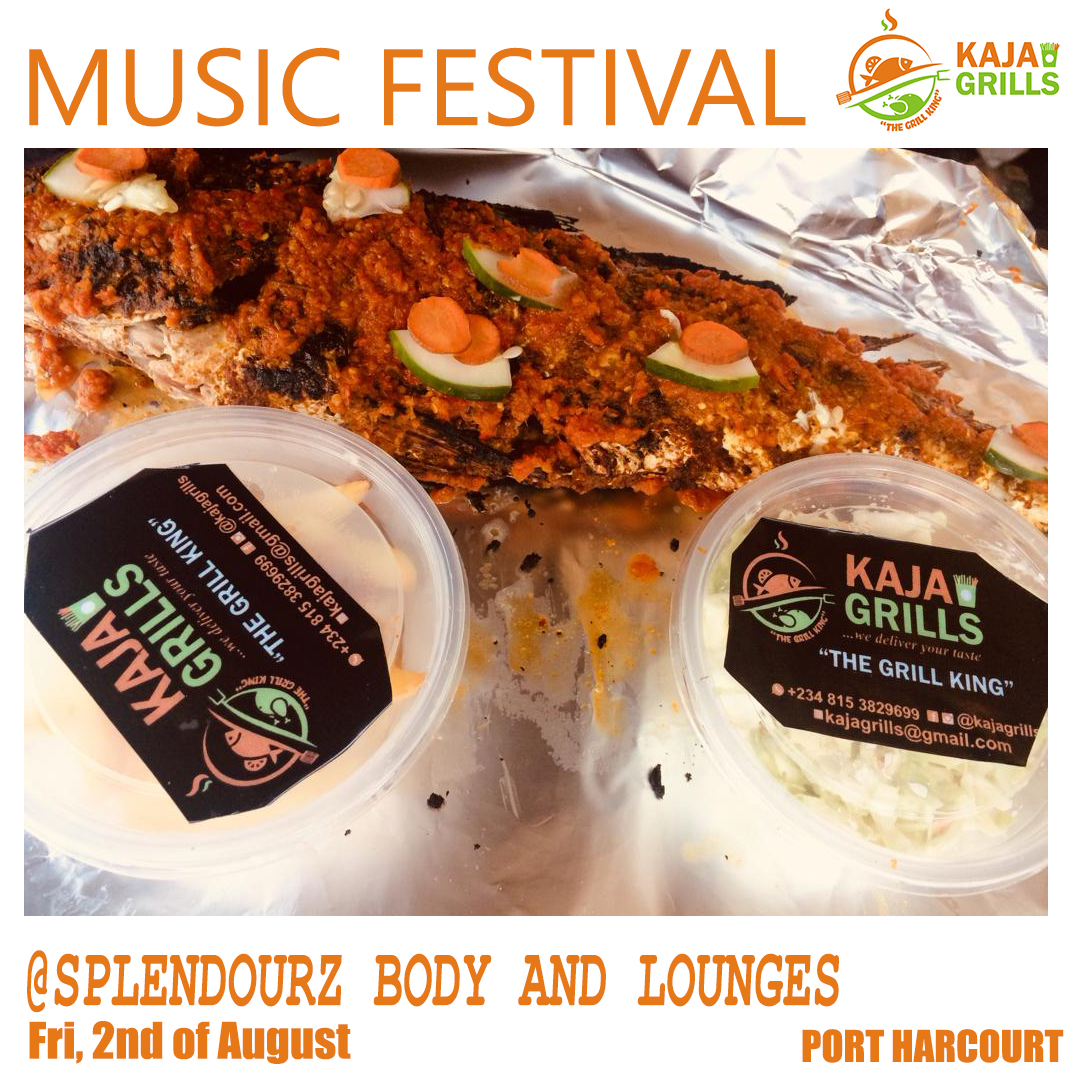 MUSIC FESTIVAL
KAJA
GRILLS
"THE GRILL KING"
KAJA
GRILLS
...we deliver your taste
"THE GRILL KING"
+234 815 3829699 @kajagrills
kajagrills@gmail.com
"THE GRILL KING"
KAJA
GRILLS
...we deliver your taste
"THE GRILL KING"
+234 815 3829699 @kajagrills
kajagrills@gmail.com
"THE GRILL KING"
@SPLENDOURZ BODY AND LOUNGES
Fri, 2nd of August
PORT HARCOURT